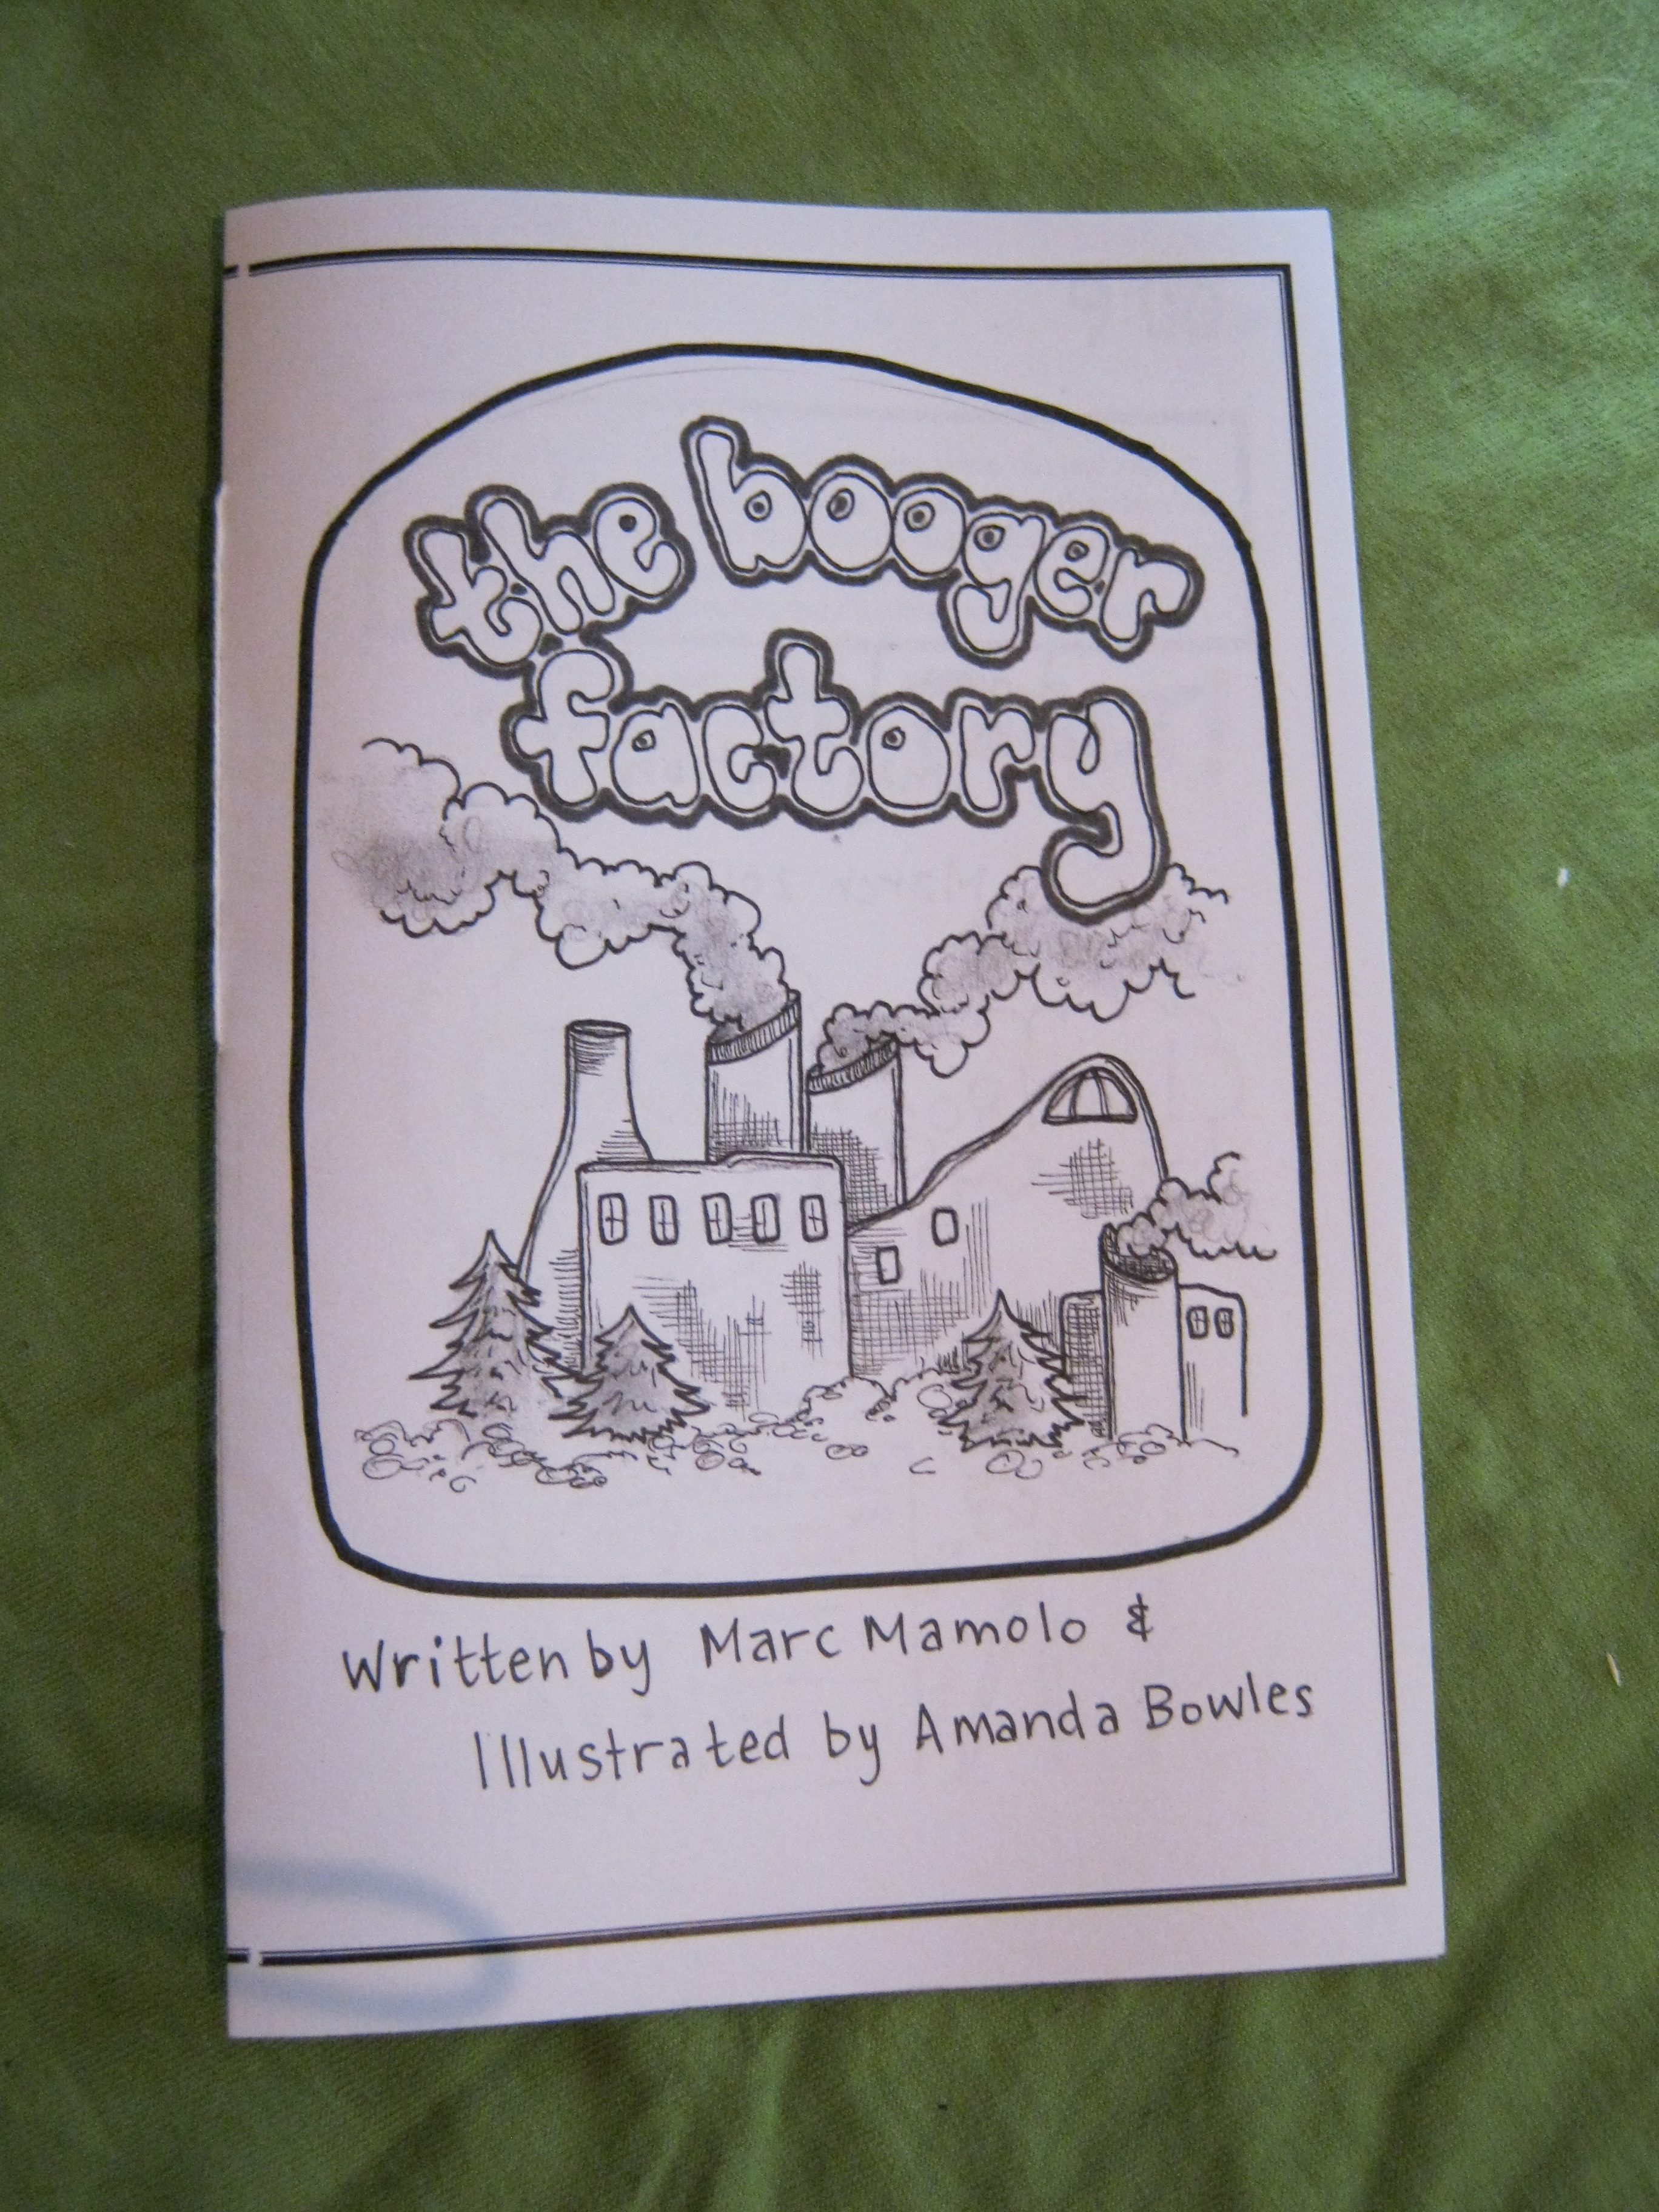 the booger
factory
Written by Marc Mamolo &
Illustrated by Amanda Bowles